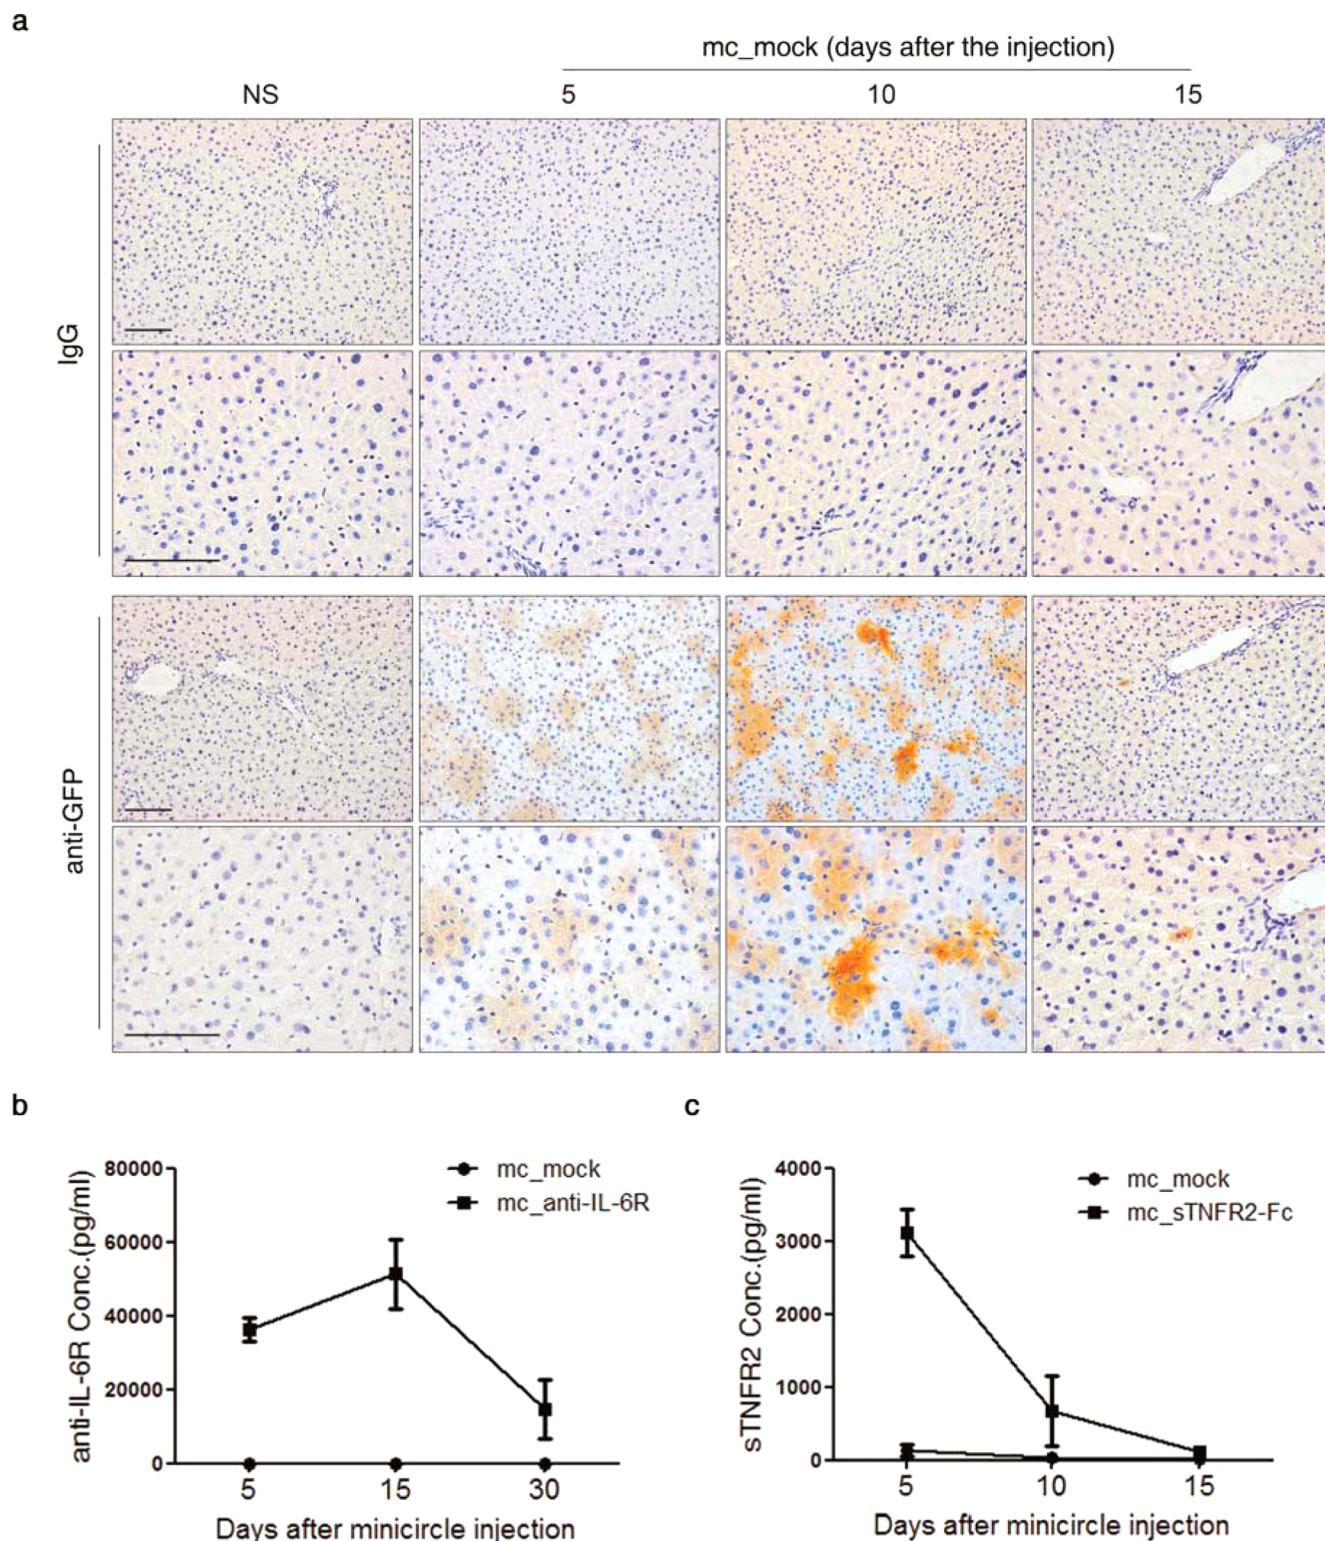 a
mc_mock (days after the injection)
NS 5 10 15
IgG
anti-GFP
b
80000
60000
40000
20000
0
anti-IL-6R Conc.(pg/ml)
mc_mock
mc_anti-IL-6R
5 15 30
Days after minicircle injection
c
4000
3000
2000
1000
0
sTNFR2 Conc.(pg/ml)
mc_mock
mc_sTNFR2-Fc
5 10 15
Days after minicircle injection